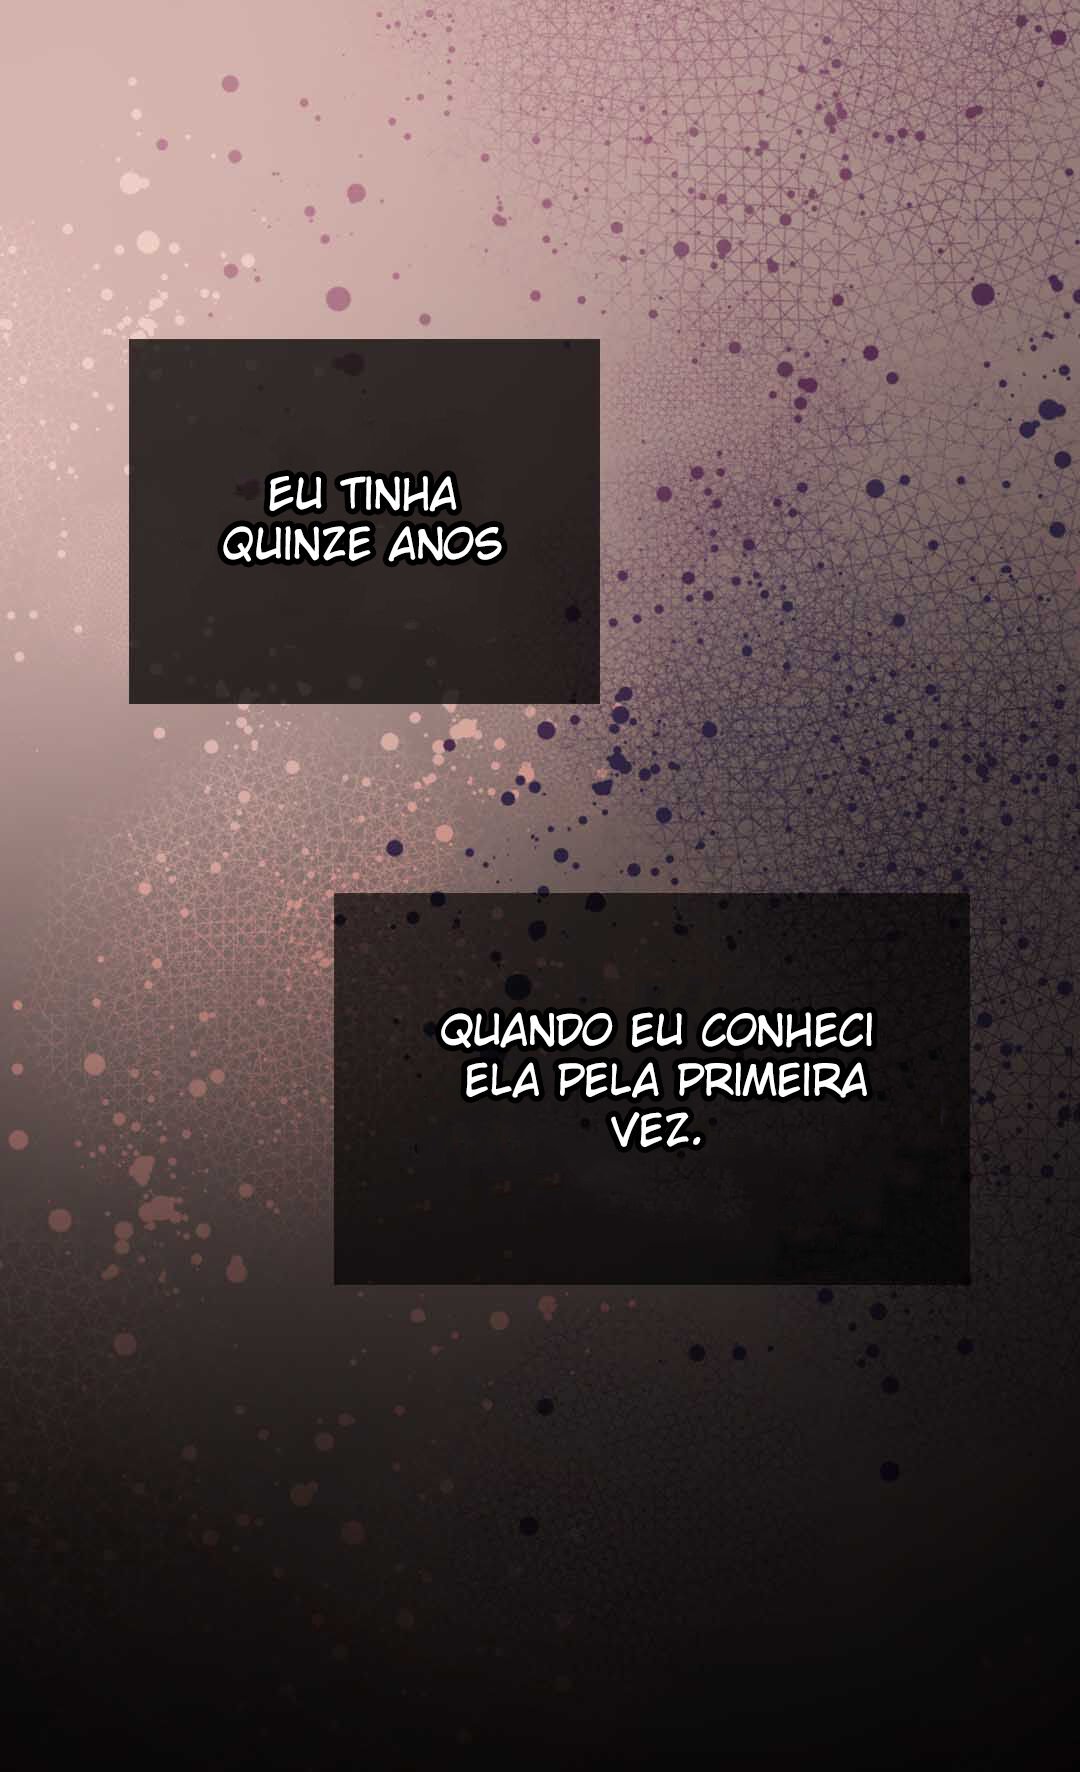 EU TINHA
QUINZE ANOS
QUANDO EU CONHECI
ELA PELA PRIMEIRA
VEZ.